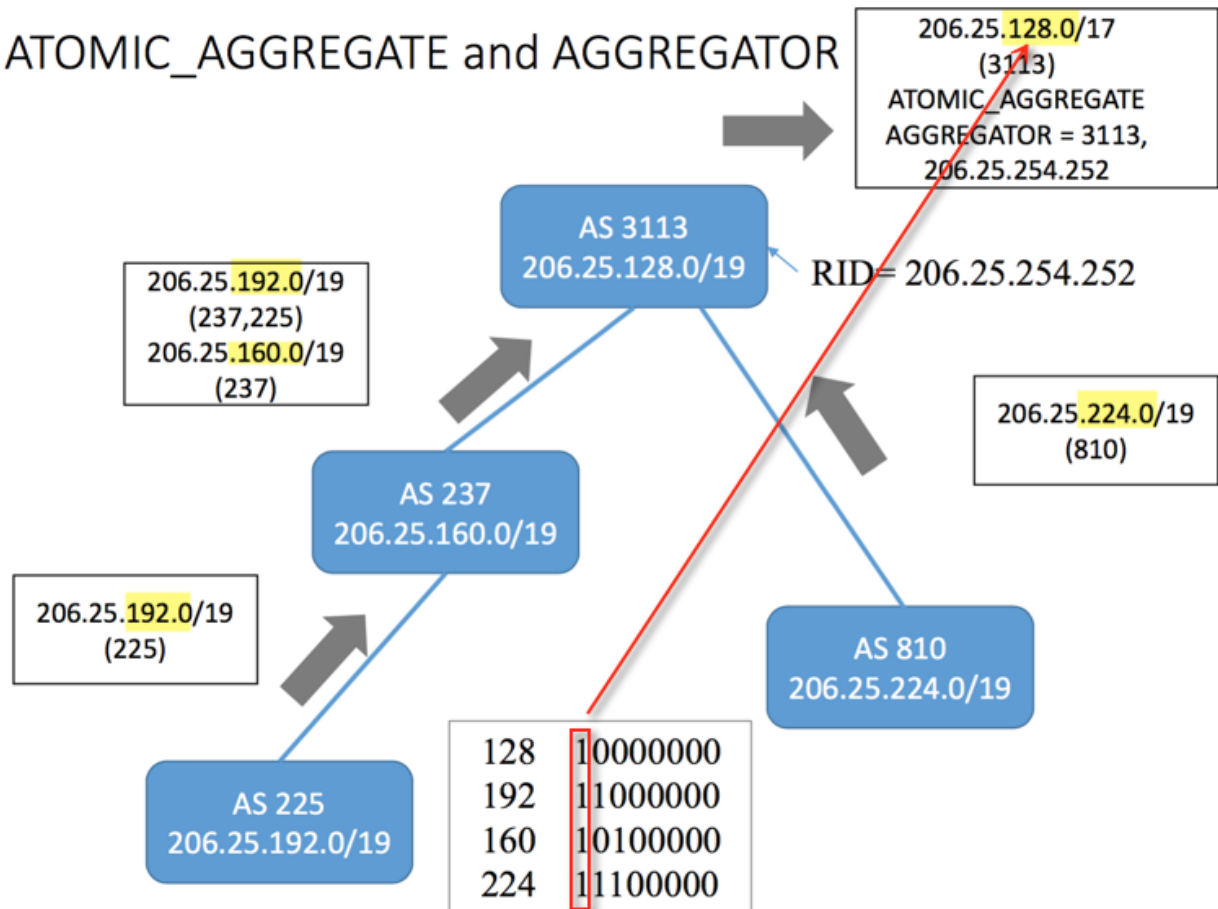 ATOMIC_AGGREGATE and AGGREGATOR
206.25.128.0/17
(3113)
ATOMIC_AGGREGATE
AGGREGATOR = 3113,
206.25.254.252
AS 3113
206.25.128.0/19
RID= 206.25.254.252
206.25.192.0/19
(237,225)
206.25.160.0/19
(237)
206.25.224.0/19
(810)
AS 237
206.25.160.0/19
206.25.192.0/19
(225)
AS 810
206.25.224.0/19
AS 225
206.25.192.0/19
128 10000000
192 11000000
160 10100000
224 11100000